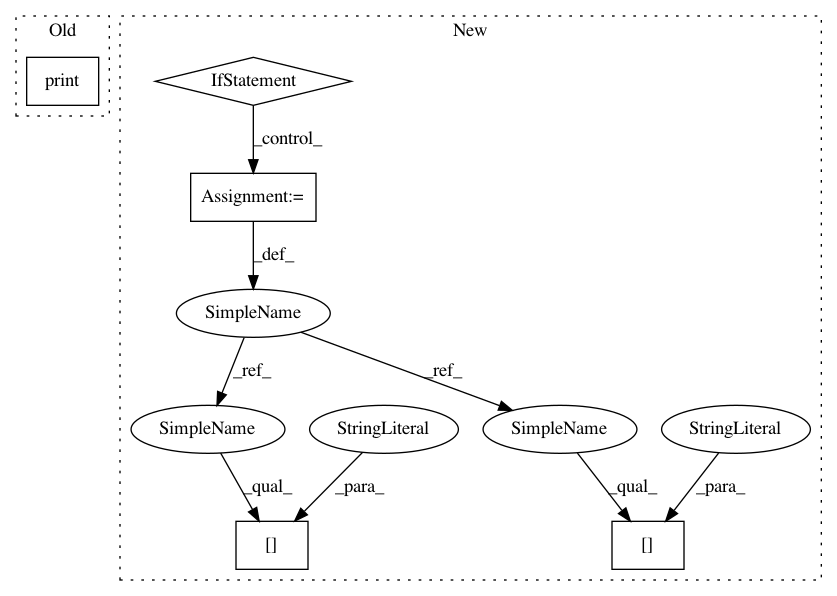 Old
New
print
IfStatement
_control_
Assignment:=
_def_
SimpleName
_ref_
_ref_
SimpleName
StringLiteral
SimpleName
StringLiteral
_qual_
_para_
_qual_
_para_
[]
[]